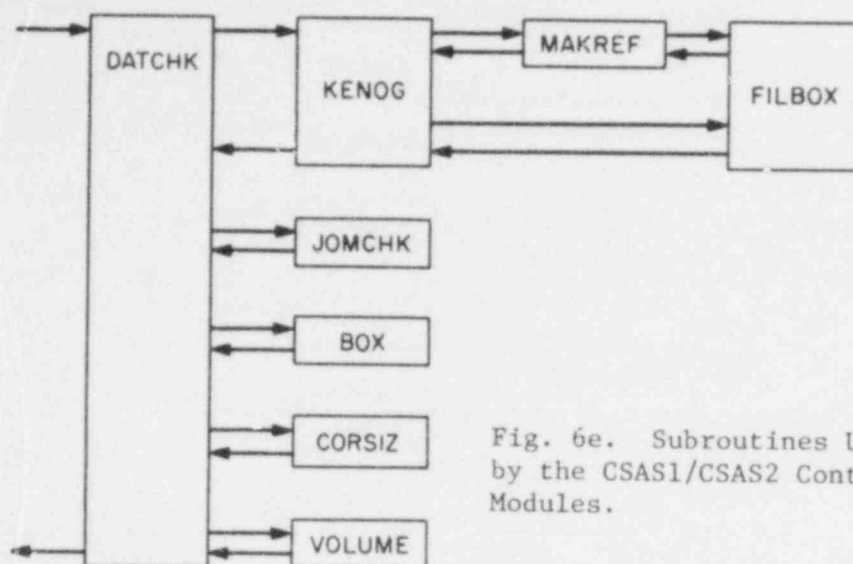 DATCHK
KENOG
MAKREF
FILBOX
JOMCHK
BOX
CORSIZ
VOLUME
Fig. 6e. Subroutines
by the CSAS1/CSAS2
Modules.